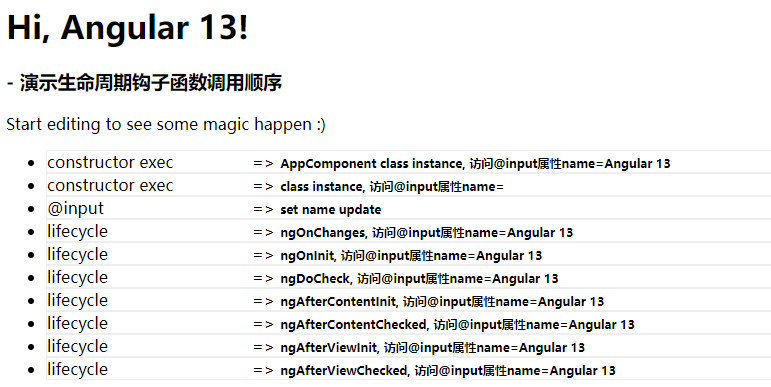 Hi, Angular 13!
- 演示生命周期钩子函数调用顺序
Start editing to see some magic happen :)
• constructor exec => AppComponent class instance, 访问@input属性name=Angular 13
• constructor exec => class instance, 访问@input属性name=
• @input => set name update
• lifecycle => ngOnChanges, 访问@input属性name=Angular 13
• lifecycle => ngOnInit, 访问@input属性name=Angular 13
• lifecycle => ngDoCheck, 访问@input属性name=Angular 13
• lifecycle => ngAfterContentInit, 访问@input属性name=Angular 13
• lifecycle => ngAfterContentChecked, 访问@input属性name=Angular 13
• lifecycle => ngAfterViewInit, 访问@input属性name=Angular 13
• lifecycle => ngAfterViewChecked, 访问@input属性name=Angular 13